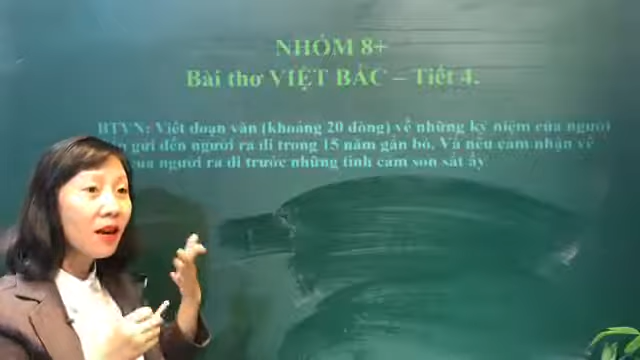 NHÓM 8+
Bài thơ VIỆT BẮC – Tiết 4.
BTVN: Viết đoạn văn (khoảng 20 dòng) về những kỷ niệm của người
gửi đến người ra đi trong 15 năm gắn bó. Và nêu cảm nhận về
của người ra đi trước những tình cảm son sắt ấy